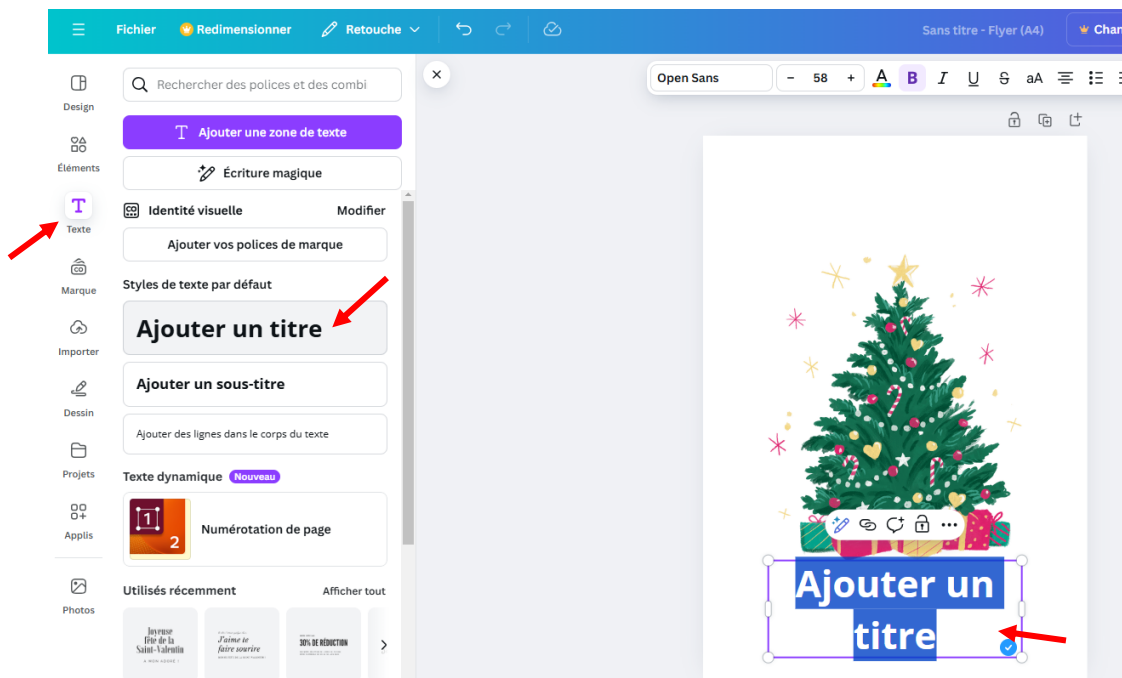 Fichier
Redimensionner
Retouche
Sans titre - Flyer (A4)
Chan
Design
Éléments
Texte
Marque
Importer
Dessin
Projets
Applis
Photos
Rechercher des polices et des combi
Ajouter une zone de texte
Écriture magique
Identité visuelle
Modifier
Ajouter vos polices de marque
Styles de texte par défaut
Ajouter un titre
Ajouter un sous-titre
Ajouter des lignes dans le corps du texte
Texte dynamique
Nouveau
1
2
Numérotation de page
Utilisés récemment
Afficher tout
Joyeuse
fête de la
Saint-Valentin
J'aime te
faire sourire
30% DE RÉDUCTION
Open Sans
- 58 +
A B I U S aA
Ajouter un
titre